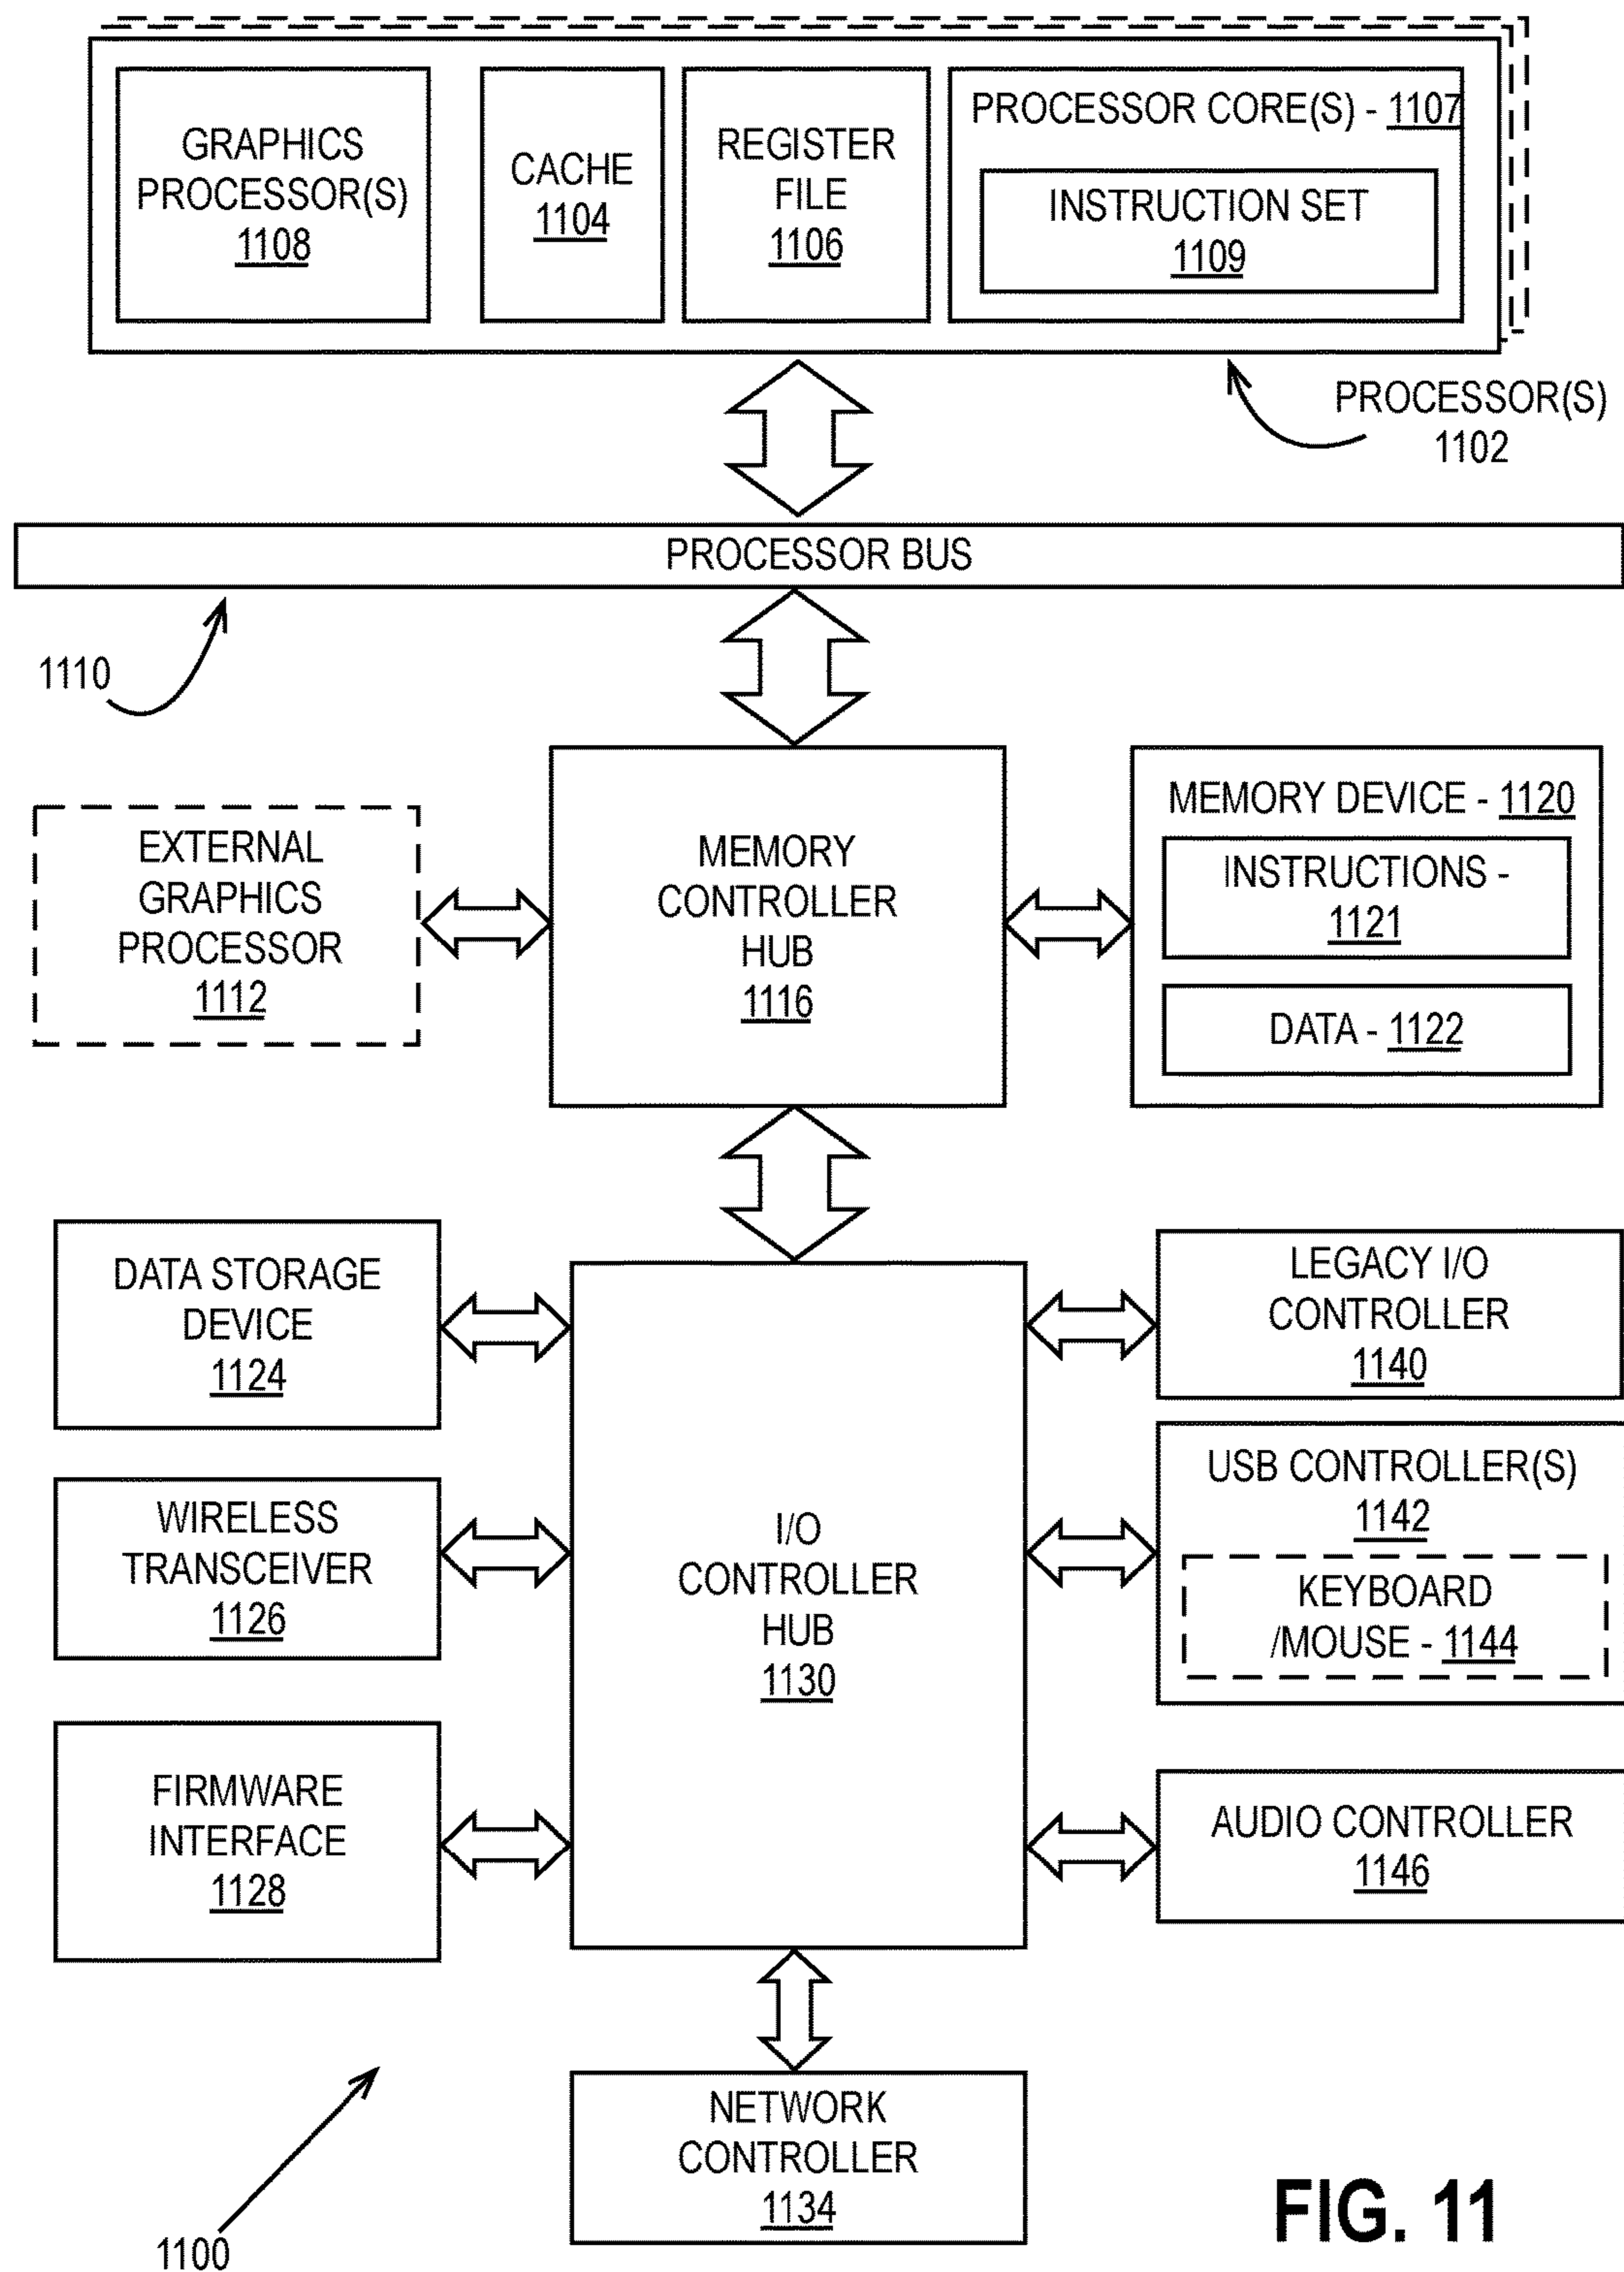 GRAPHICS
PROCESSOR(S)
1108
CACHE
1104
REGISTER
FILE
1106
PROCESSOR CORE(S) - 1107
INSTRUCTION SET
1109
PROCESSOR(S)
1102
PROCESSOR BUS
1110
EXTERNAL
GRAPHICS
PROCESSOR
1112
MEMORY
CONTROLLER
HUB
1116
MEMORY DEVICE - 1120
INSTRUCTIONS -
1121
DATA - 1122
DATA STORAGE
DEVICE
1124
WIRELESS
TRANSCEIVER
1126
FIRMWARE
INTERFACE
1128
I/O
CONTROLLER
HUB
1130
LEGACY I/O
CONTROLLER
1140
USB CONTROLLER(S)
1142
KEYBOARD
/MOUSE - 1144
AUDIO CONTROLLER
1146
NETWORK
CONTROLLER
1134
1100
FIG. 11